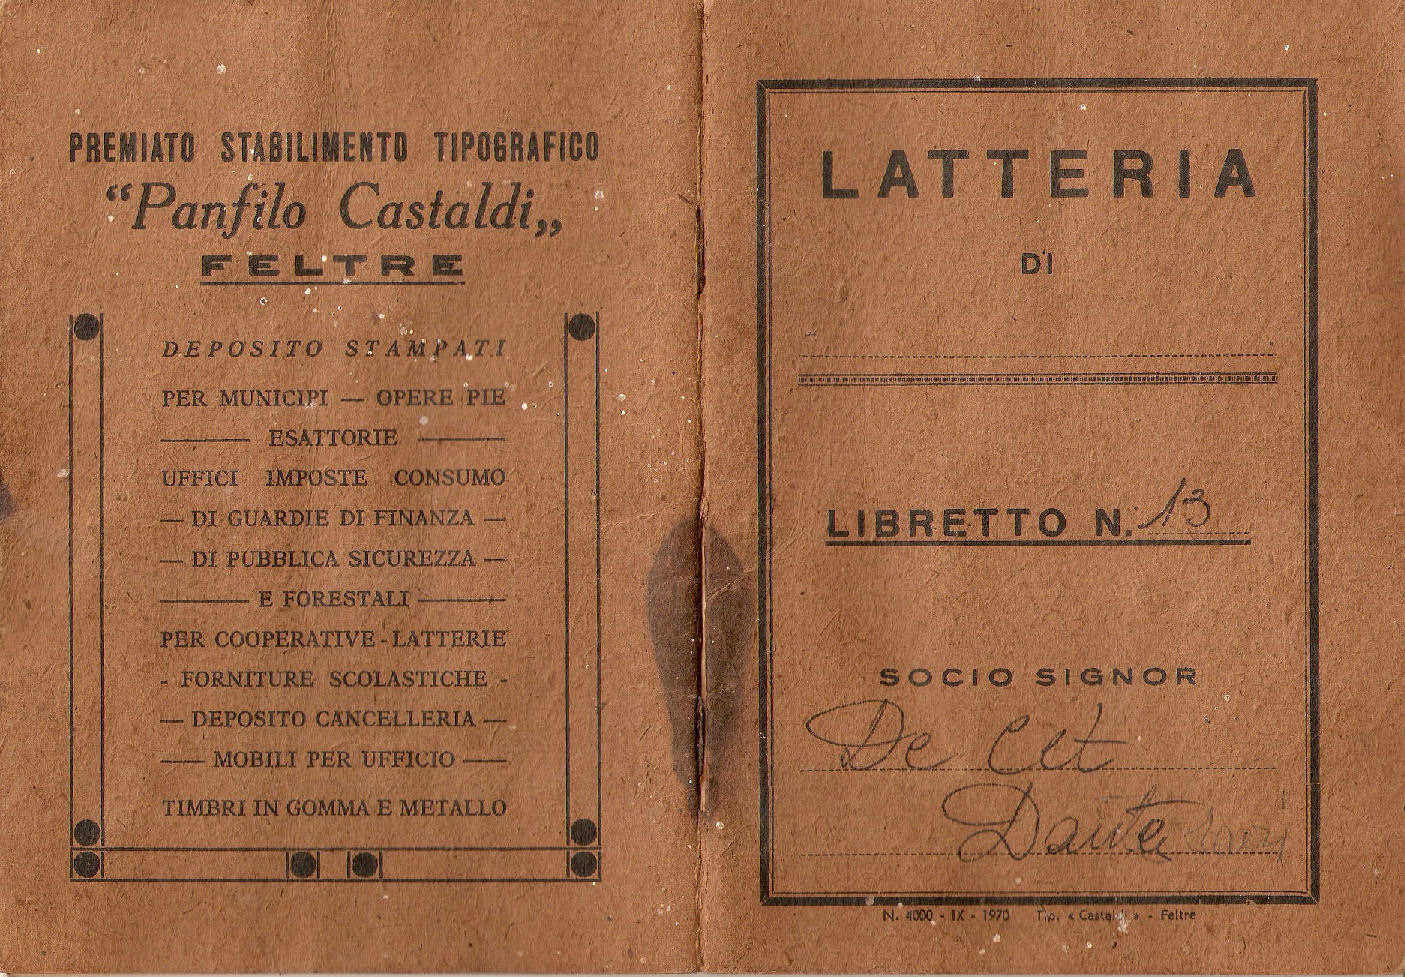 PREMIATO STABILIMENTO TIPOGRAFICO
“Panfilo Castaldi„
FELTRE
DEPOSITO STAMPATI
PER MUNICIPI — OPERE PIE
——— ESATTORIE ———
UFFICI IMPOSTE CONSUMO
— DI GUARDIE DI FINANZA —
— DI PUBBLICA SICUREZZA —
——— E FORESTALI ———
PER COOPERATIVE - LATTERIE
- FORNITURE SCOLASTICHE -
— DEPOSITO CANCELLERIA —
—— MOBILI PER UFFICIO ——
TIMBRI IN GOMMA E METALLO
LATTERIA
DI
LIBRETTO N. 13
SOCIO SIGNOR
De Cet
Dante
N. 4000 - IX - 1970 Tip. « Castaldi » - Feltre